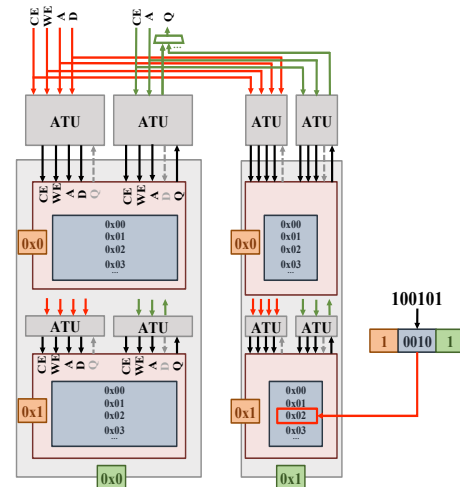 CE WE A D CE A Q
...
ATU ATU ATU ATU
CE WE A D Q CE WE A D Q
0x0
0x00
0x01
0x02
0x03
...
0x0
0x00
0x01
0x02
0x03
...
ATU ATU ATU ATU
CE WE A D Q CE WE A D Q
0x1
0x00
0x01
0x02
0x03
...
0x1
0x00
0x01
0x02
0x03
...
0x0 0x1
100101
1 0010 1